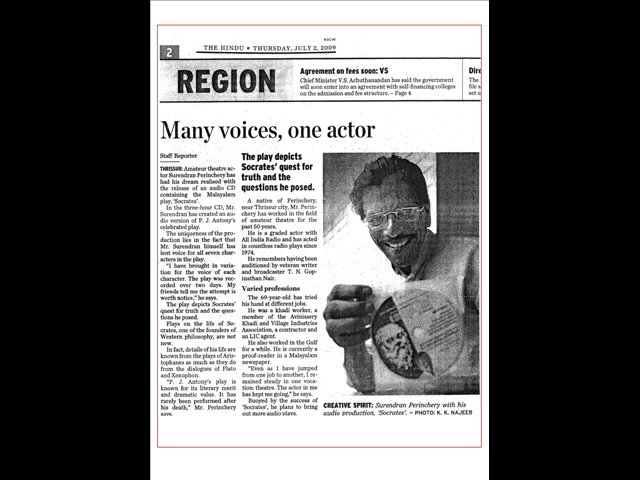 KOCHI
2
THE HINDU • THURSDAY, JULY 2, 2009
REGION
Agreement on fees soon: VS
Chief Minister V.S. Achuthanandan has said the government
will soon enter into an agreement with self-financing colleges
on the admission and fee structure. – Page 4
Dire
The
file a
set o
Many voices, one actor
Staff Reporter
THRISSUR: Amateur theatre ac-
tor Surendran Perinchery has
had his dream realised with
the release of an audio CD
containing the Malayalam
play, 'Socrates'.
In the three-hour CD, Mr.
Surendran has created an au-
dio version of P. J. Antony's
celebrated play.
The uniqueness of the
production lies in the fact that
Mr. Surendran himself has
lent voice for all seven char-
acters in the play.
"I have brought in varia-
tion for the voice of each
character. The play was rec-
orded over two days. My
friends tell me the attempt is
worth notice," he says.
The play depicts Socrates'
quest for truth and the ques-
tions he posed.
Plays on the life of So-
crates, one of the founders of
Western philosophy, are not
new.
In fact, details of his life are
known from the plays of Aris-
tophanes as much as they do
from the dialogues of Plato
and Xenophon.
"P. J. Antony's play is
known for its literary merit
and dramatic value. It has
rarely been performed after
his death," Mr. Perinchery
says.
The play depicts
Socrates' quest for
truth and the
questions he posed.
A native of Perinchery,
near Thrissur city, Mr. Perin-
chery has worked in the field
of amateur theatre for the
past 50 years.
He is a graded actor with
All India Radio and has acted
in countless radio plays since
1974.
He remembers having been
auditioned by veteran writer
and broadcaster T. N. Gop-
inathan Nair.
Varied professions
The 69-year-old has tried
his hand at different jobs.
He was a khadi worker, a
member of the Avinissery
Khadi and Village Industries
Association, a contractor and
an LIC agent.
He also worked in the Gulf
for a while. He is currently a
proof-reader in a Malayalam
newspaper.
"Even as I have jumped
from one job to another, I re-
mained steady in one voca-
tion: theatre. The actor in me
has kept me going," he says.
Buoyed by the success of
'Socrates', he plans to bring
out more audio plays.
CREATIVE SPIRIT: Surendran Perinchery with his
audio production, 'Socrates'. – PHOTO: K. K. NAJEEB